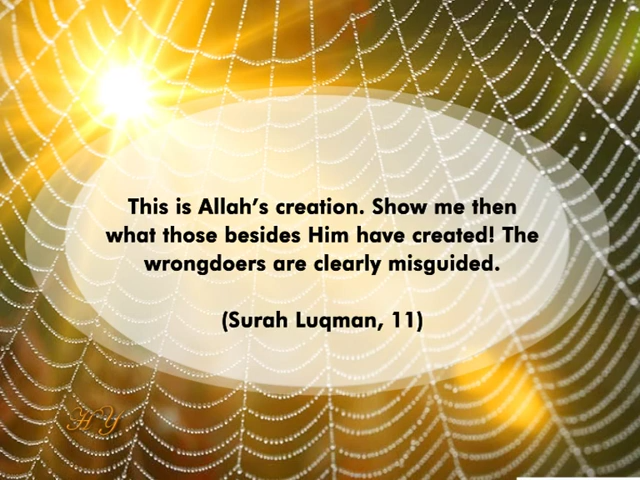 This is Allah's creation. Show me then
what those besides Him have created! The
wrongdoers are clearly misguided.
(Surah Luqman, 11)
HY